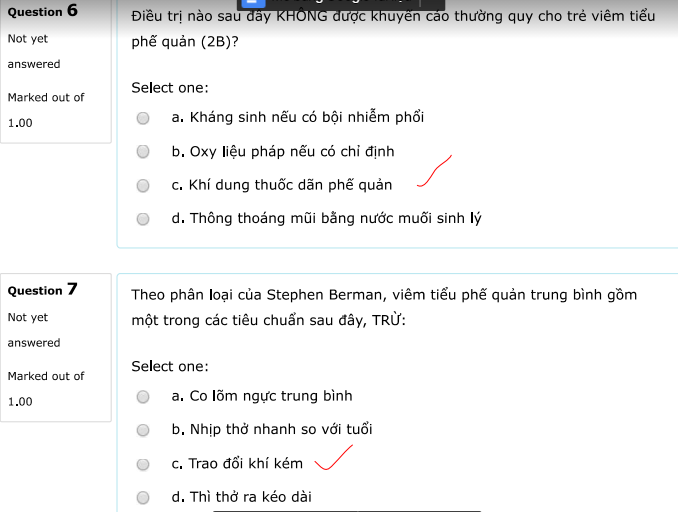 Question 6
Not yet
answered
Marked out of
1.00
Điều trị nào sau đây KHÔNG được khuyến cáo thường quy cho trẻ viêm tiểu
phế quản (2B)?
Select one:
a. Kháng sinh nếu có bội nhiễm phổi
b. Oxy liệu pháp nếu có chỉ định
c. Khí dung thuốc dãn phế quản
d. Thông thoáng mũi bằng nước muối sinh lý
Question 7
Not yet
answered
Marked out of
1.00
Theo phân loại của Stephen Berman, viêm tiểu phế quản trung bình gồm
một trong các tiêu chuẩn sau đây, TRỪ:
Select one:
a. Co lõm ngực trung bình
b. Nhịp thở nhanh so với tuổi
c. Trao đổi khí kém
d. Thì thở ra kéo dài